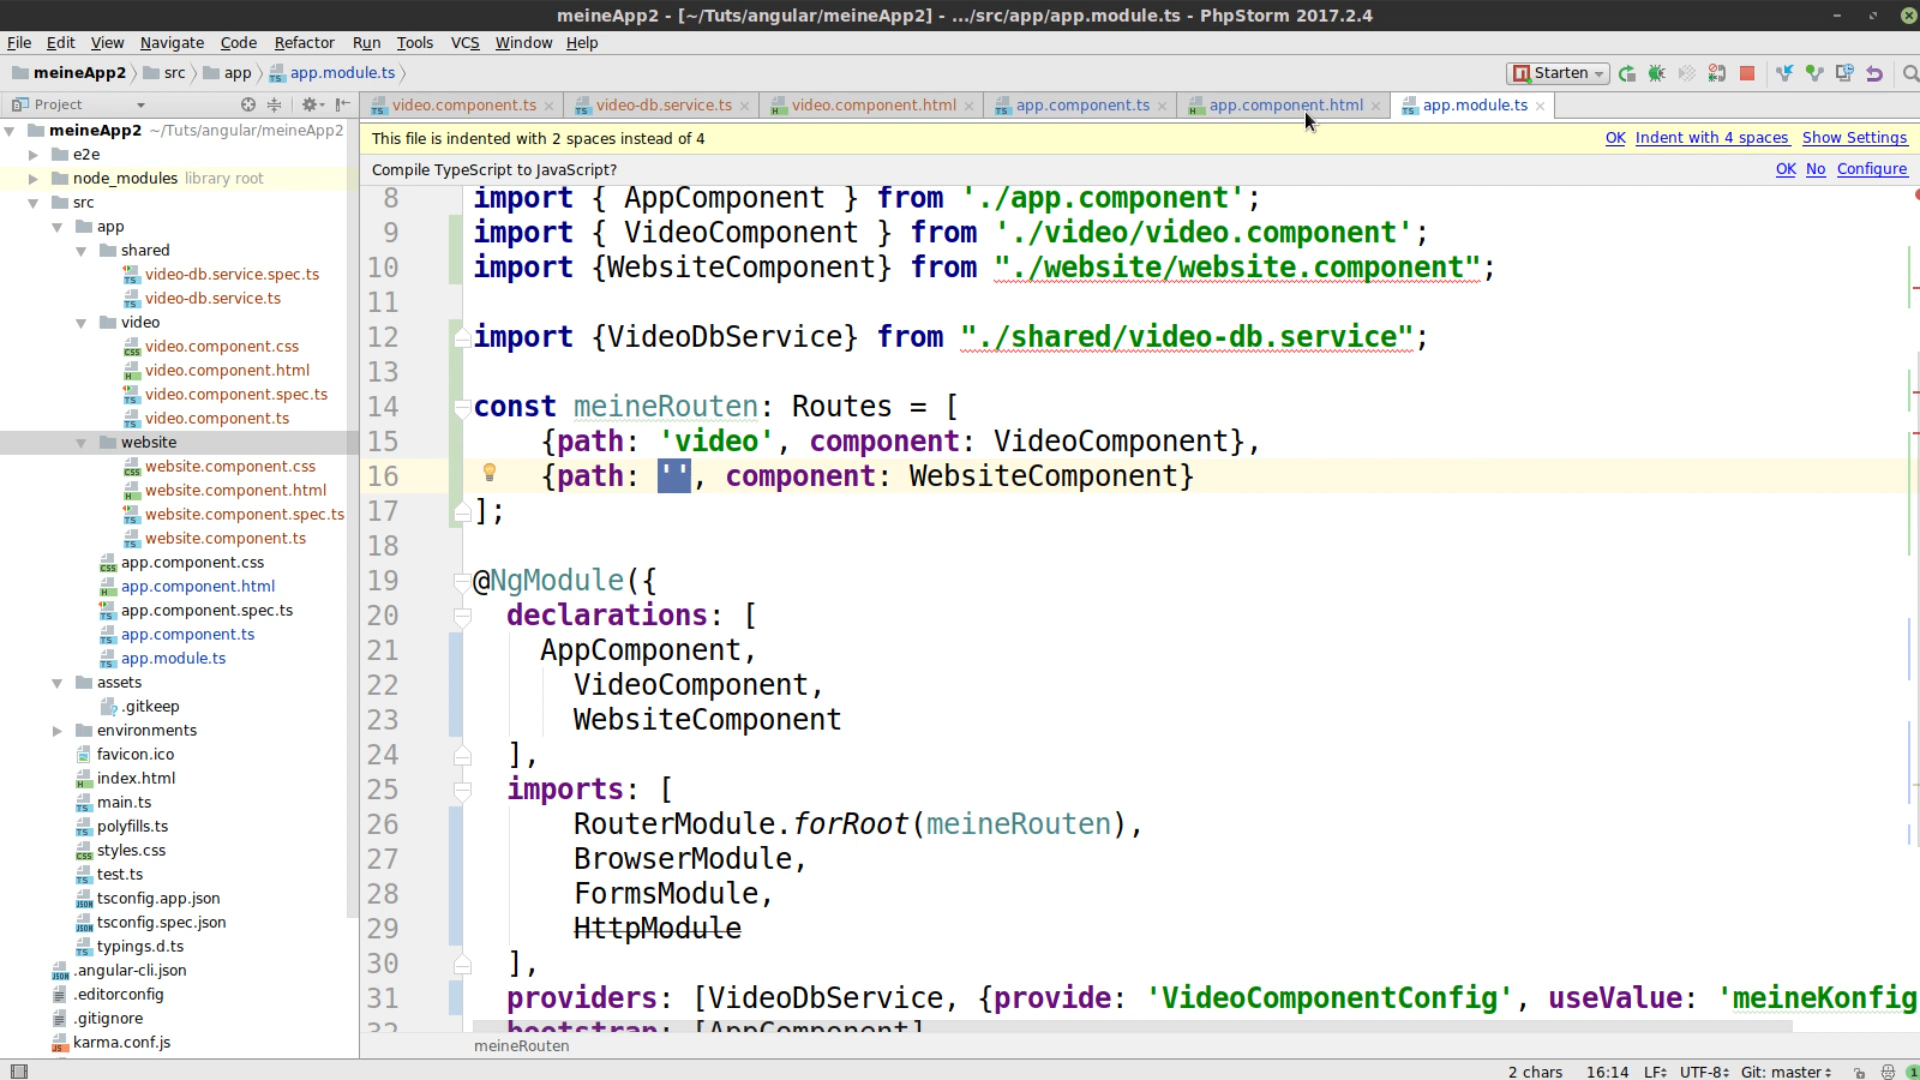 meineApp2 - [~/Tuts/angular/meineApp2] - .../src/app/app.module.ts - PhpStorm 2017.2.4
File Edit View Navigate Code Refactor Run Tools VCS Window Help
meineApp2 src app app.module.ts Starten
Project
video.component.ts video-db.service.ts video.component.html app.component.ts app.component.html app.module.ts
meineApp2 ~/Tuts/angular/meineApp2
e2e
node_modules library root
src
app
shared
video-db.service.spec.ts
video-db.service.ts
video
video.component.css
video.component.html
video.component.spec.ts
video.component.ts
website
website.component.css
website.component.html
website.component.spec.ts
website.component.ts
app.component.css
app.component.html
app.component.spec.ts
app.component.ts
app.module.ts
assets
.gitkeep
environments
favicon.ico
index.html
main.ts
polyfills.ts
styles.css
test.ts
tsconfig.app.json
tsconfig.spec.json
typings.d.ts
.angular-cli.json
.editorconfig
.gitignore
karma.conf.js
This file is indented with 2 spaces instead of 4 OK Indent with 4 spaces Show Settings
Compile TypeScript to JavaScript? OK No Configure
8 import { AppComponent } from './app.component';
9 import { VideoComponent } from './video/video.component';
10 import {WebsiteComponent} from "./website/website.component";
11
12 import {VideoDbService} from "./shared/video-db.service";
13
14 const meineRouten: Routes = [
15 {path: 'video', component: VideoComponent},
16 {path: '', component: WebsiteComponent}
17 ];
18
19 @NgModule({
20 declarations: [
21 AppComponent,
22 VideoComponent,
23 WebsiteComponent
24 ],
25 imports: [
26 RouterModule.forRoot(meineRouten),
27 BrowserModule,
28 FormsModule,
29 HttpModule
30 ],
31 providers: [VideoDbService, {provide: 'VideoComponentConfig', useValue: 'meineKonfig
32 bootstrap: [AppComponent]
meineRouten
2 chars 16:14 LF UTF-8 Git: master 1